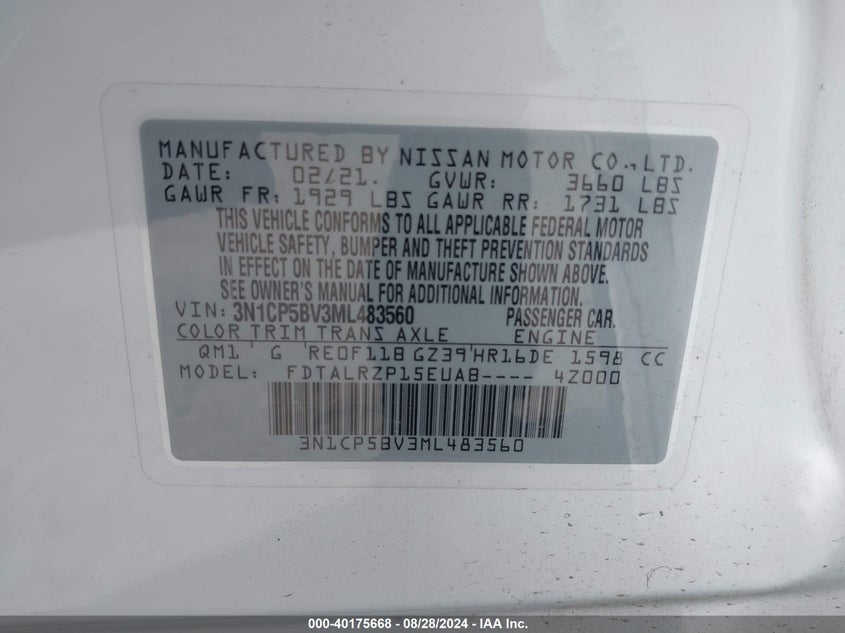 MANUFACTURED BY NISSAN MOTOR CO.,LTD.
DATE: 02/21. GVWR: 3660 LBS
GAWR FR: 1929 LBS GAWR RR: 1731 LBS
THIS VEHICLE CONFORMS TO ALL APPLICABLE FEDERAL MOTOR
VEHICLE SAFETY, BUMPER AND THEFT PREVENTION STANDARDS
IN EFFECT ON THE DATE OF MANUFACTURE SHOWN ABOVE.
SEE OWNER'S MANUAL FOR ADDITIONAL INFORMATION.
VIN: 3N1CP5BV3ML483560 PASSENGER CAR.
COLOR TRIM TRANS AXLE ENGINE
QM1 ' G 'RE0F11B GZ39'HR16DE 1598 CC
MODEL: FDTALRZP15EUAB---- 4Z000
3N1CP5BV3ML483560
000-40175668 - 08/28/2024 - IAA Inc.